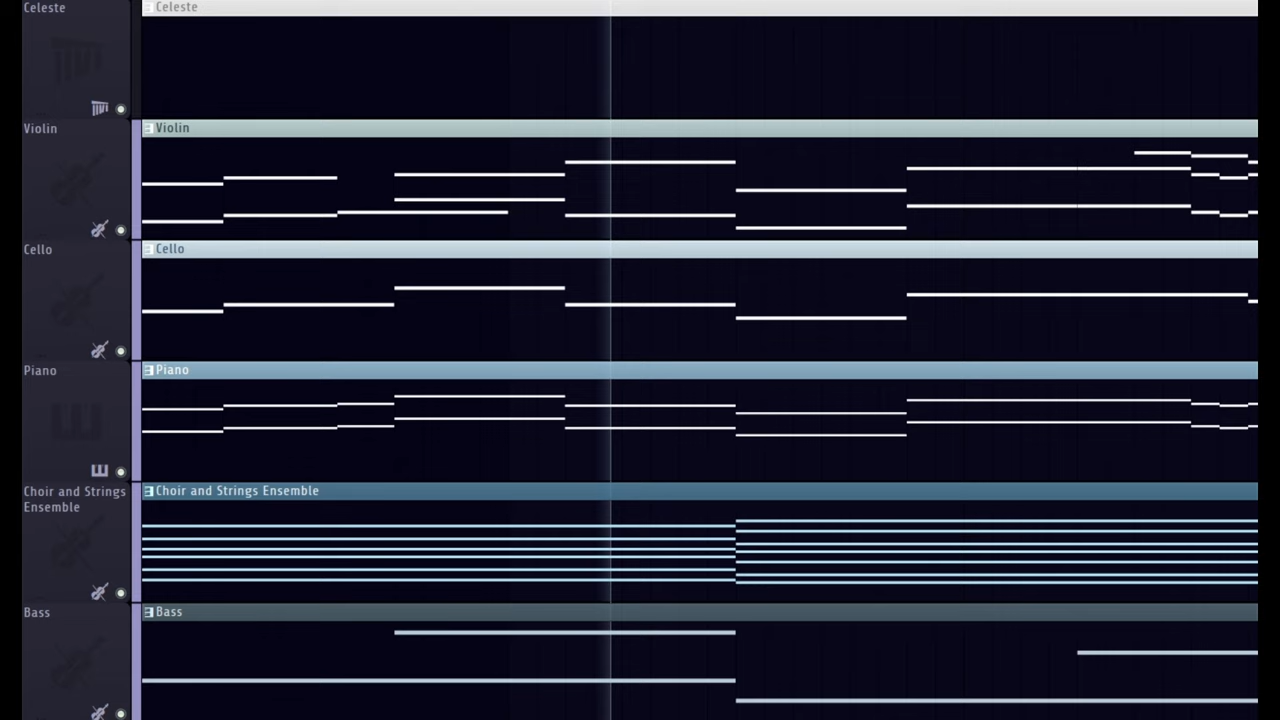 Celeste
Celeste
Violin
Violin
Cello
Cello
Piano
Piano
Choir and Strings
Ensemble
Choir and Strings Ensemble
Bass
Bass